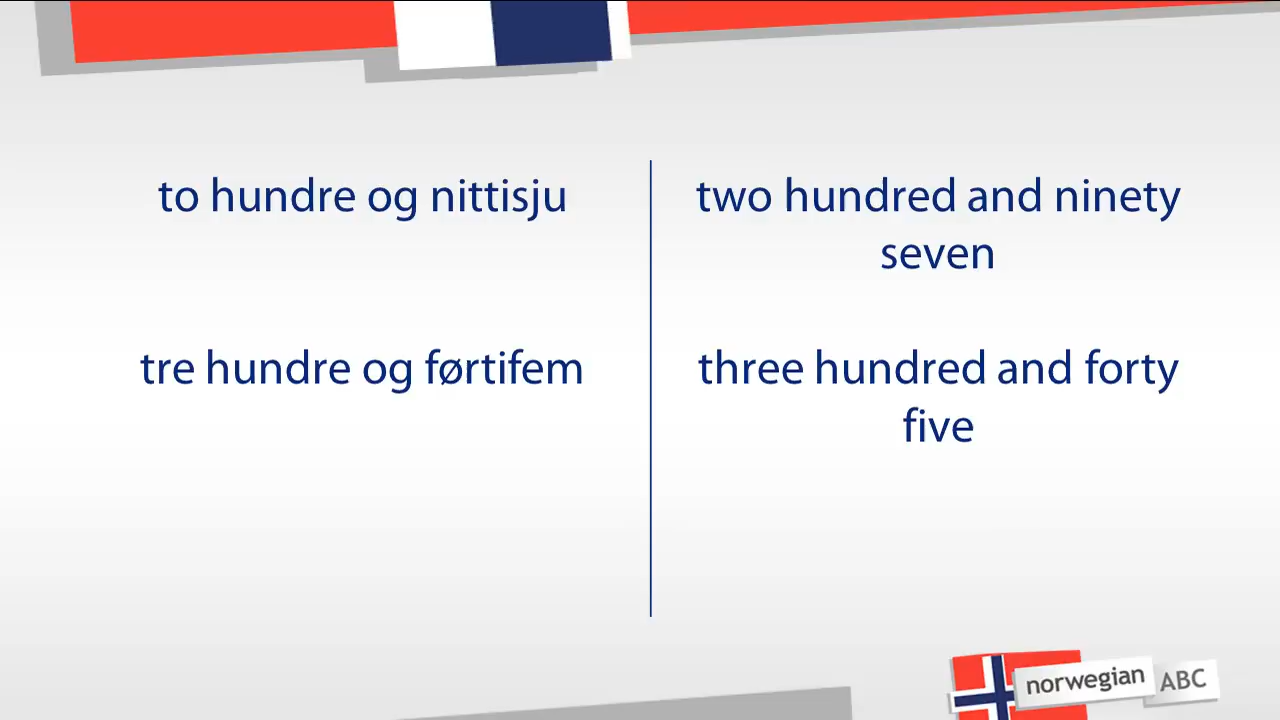 to hundre og nittisju
two hundred and ninety
seven
tre hundre og førtifem
three hundred and forty
five
norwegian ABC